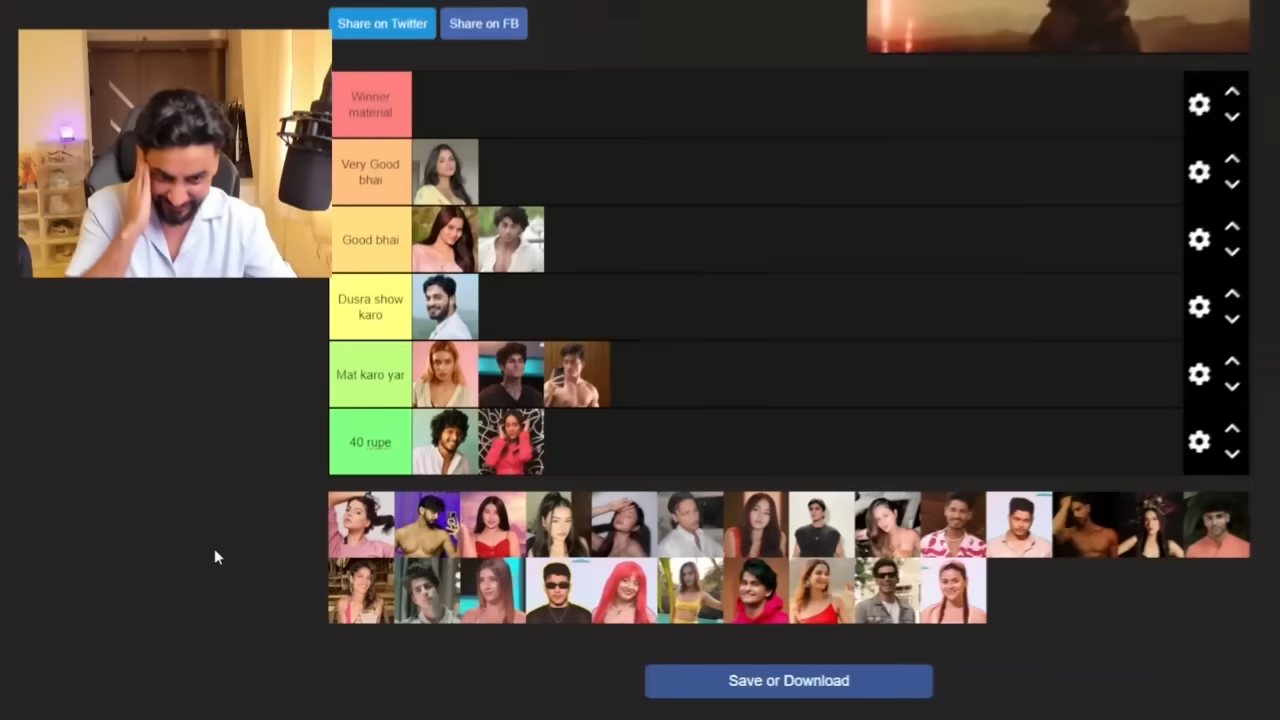 Share on Twitter
Share on FB
Winner
material
Very Good
bhai
Good bhai
Dusra show
karo
Mat karo yar
40 rupe
Save or Download